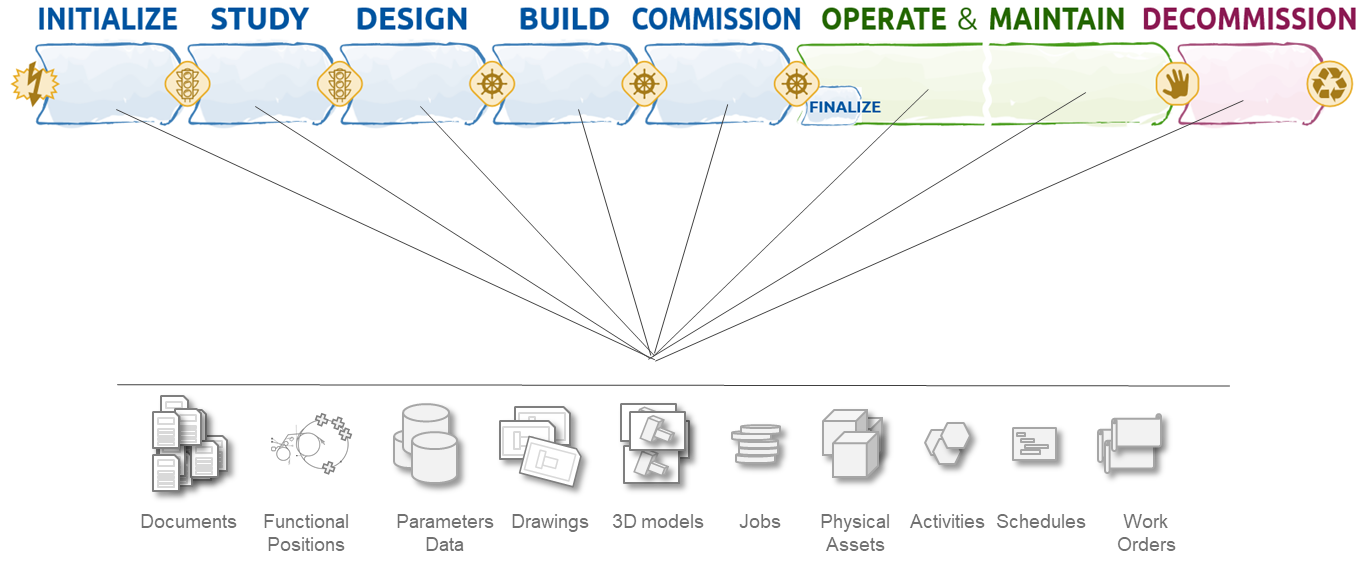 INITIALIZE STUDY DESIGN BUILD COMMISSION OPERATE & MAINTAIN DECOMMISSION
FINALIZE
Documents Functional Parameters Drawings 3D models Jobs Physical Activities Schedules Work
Positions Data Assets Orders